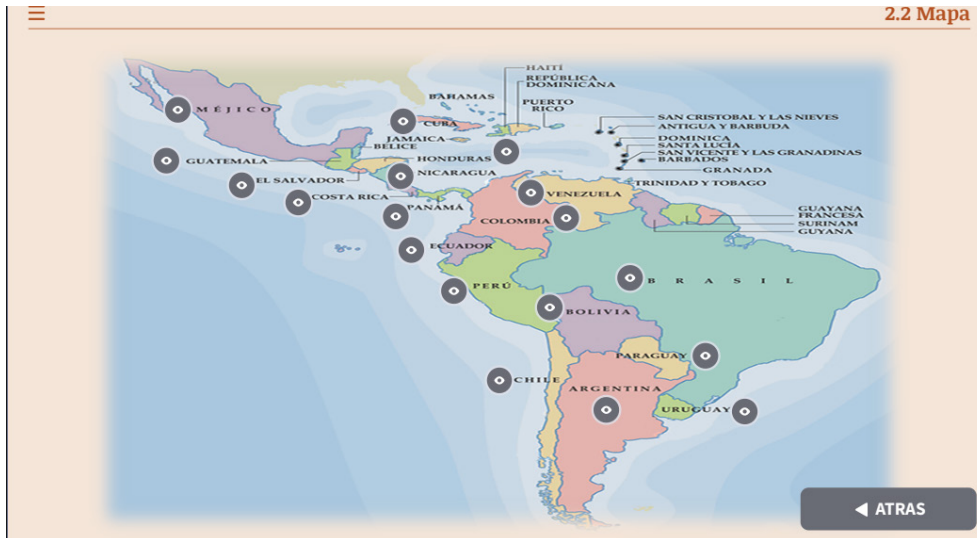 2.2 Mapa
HAITÍ
REPÚBLICA
DOMINICANA
BAHAMAS
PUERTO
RICO
MÉJICO
CUBA
SAN CRISTOBAL Y LAS NIEVES
ANTIGUA Y BARBUDA
JAMAICA
DOMINICA
BELICE
SANTA LUCÍA
SAN VICENTE Y LAS GRANADINAS
GUATEMALA
HONDURAS
BARBADOS
GRANADA
NICARAGUA
EL SALVADOR
TRINIDAD Y TOBAGO
COSTA RICA
VENEZUELA
PANAMÁ
COLOMBIA
GUAYANA
FRANCESA
SURINAM
GUYANA
ECUADOR
BRASIL
PERÚ
BOLIVIA
PARAGUAY
CHILE
ARGENTINA
URUGUAY
ATRAS